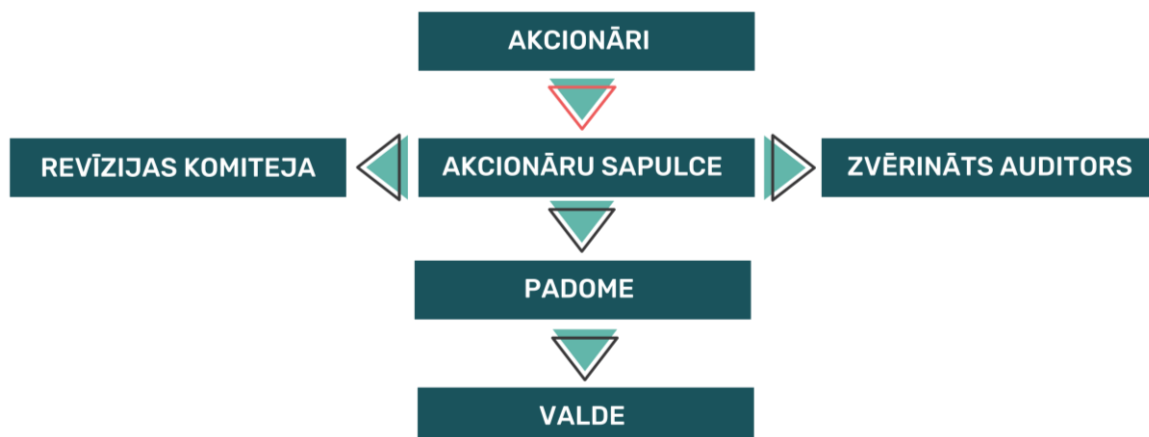 AKCIONĀRI
REVĪZIJAS KOMITEJA
AKCIONĀRU SAPULCE
ZVĒRINĀTS AUDITORS
PADOME
VALDE